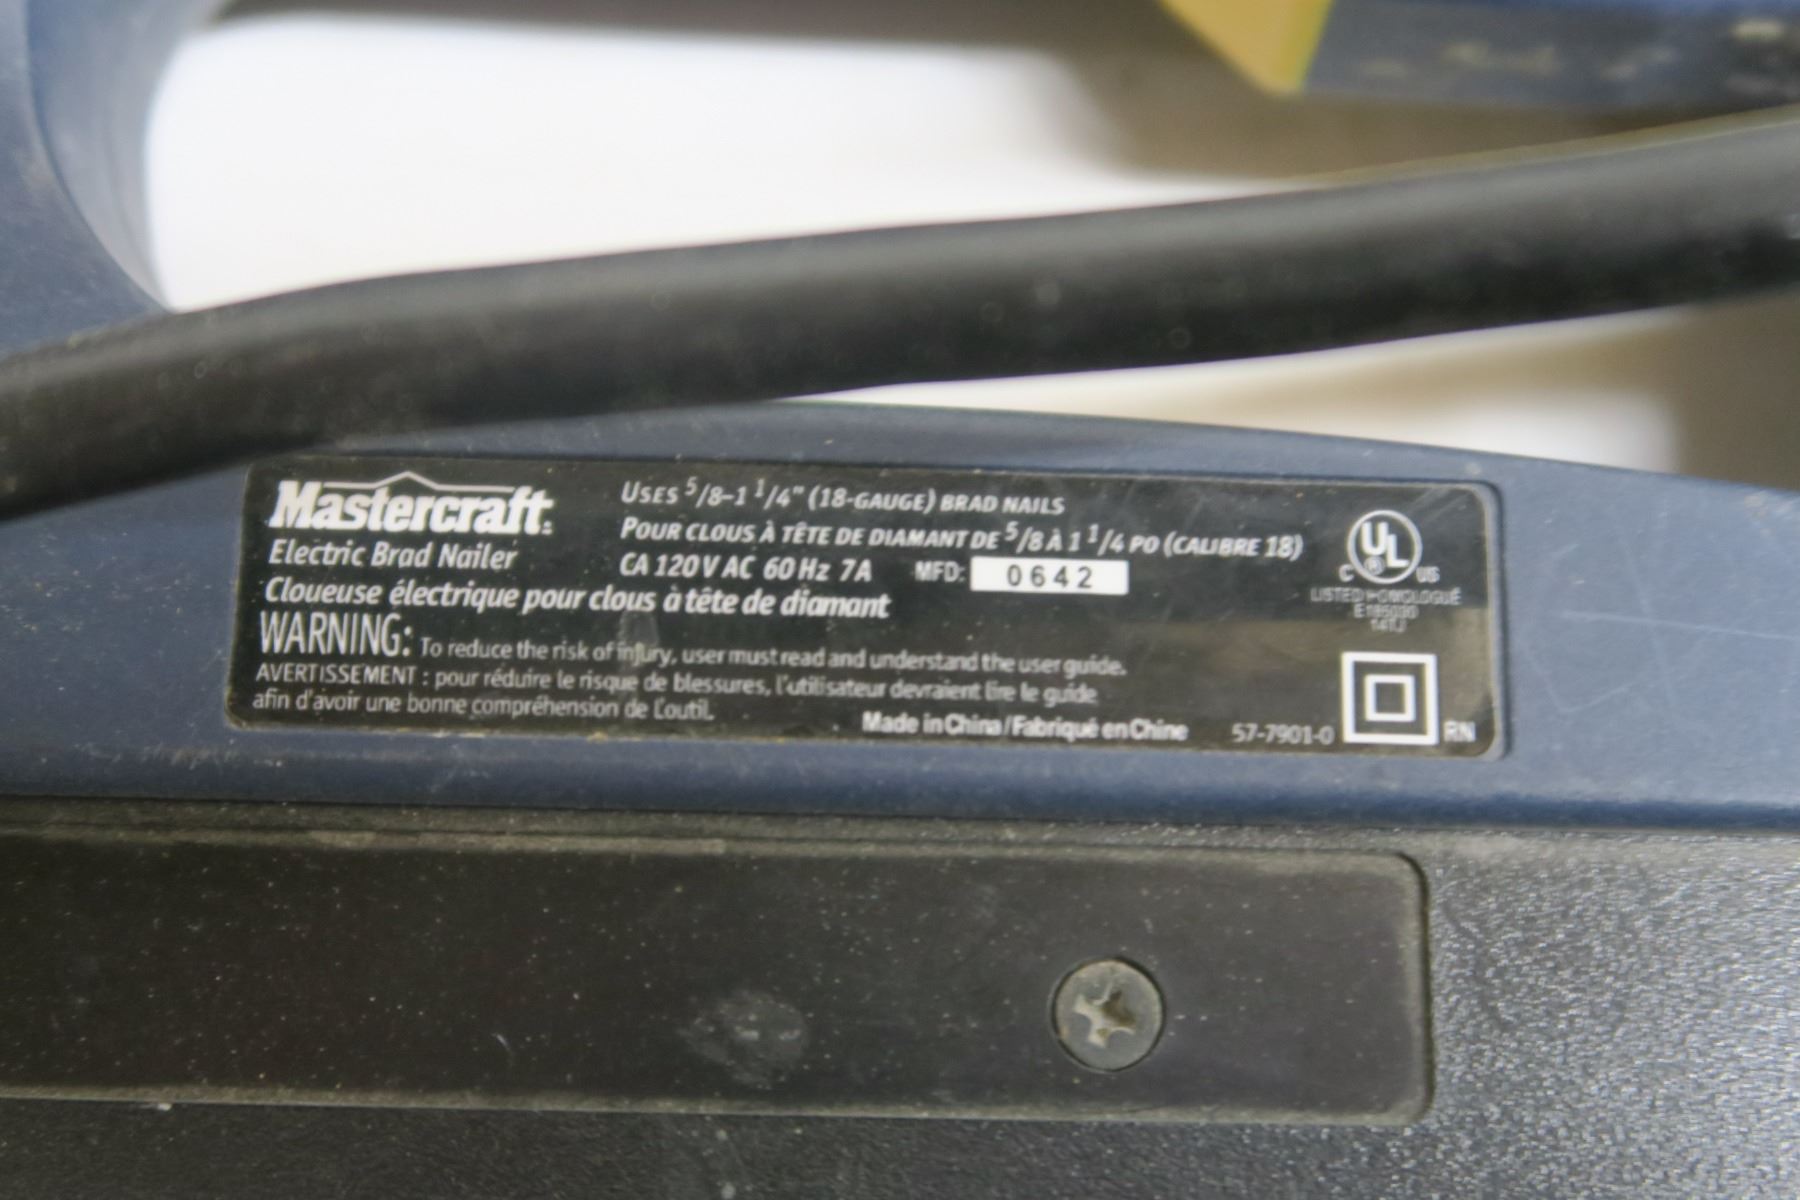 Mastercraft®
Electric Brad Nailer
Cloueuse électrique pour clous à tête de diamant
USES 5/8-1 1/4" (18-GAUGE) BRAD NAILS
POUR CLOUS À TÊTE DE DIAMANT DE 5/8 À 1 1/4 PO (CALIBRE 18)
CA 120 V AC 60 Hz 7A MFD: 0642
WARNING: To reduce the risk of injury, user must read and understand the user guide.
AVERTISSEMENT : pour réduire le risque de blessures, l'utilisateur devraient lire le guide
afin d'avoir une bonne compréhension de l'outil.
Made in China / Fabriqué en Chine
57-7901-0
C UL® US
LISTED HOMOLOGUÉ
RN